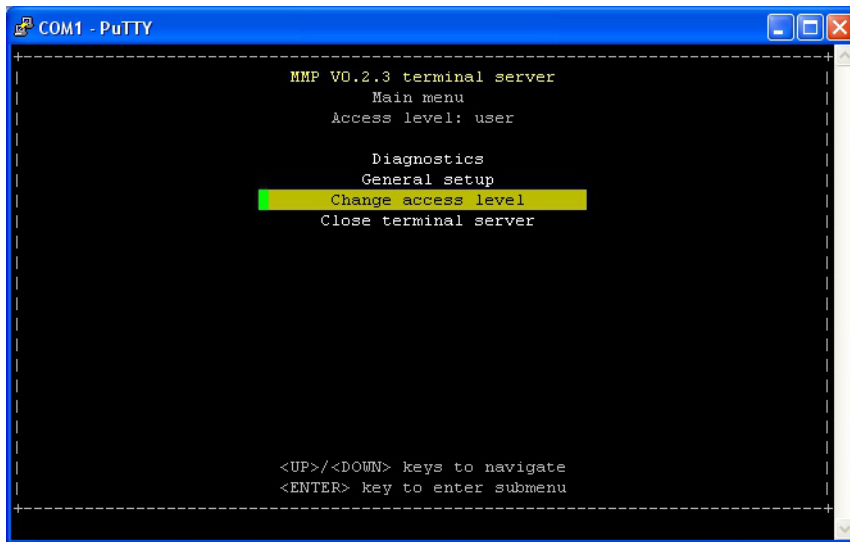 COM1 - PuTTY
MMP V0.2.3 terminal server
Main menu
Access level: user
Diagnostics
General setup
Change access level
Close terminal server
<UP>/<DOWN> keys to navigate
<ENTER> key to enter submenu